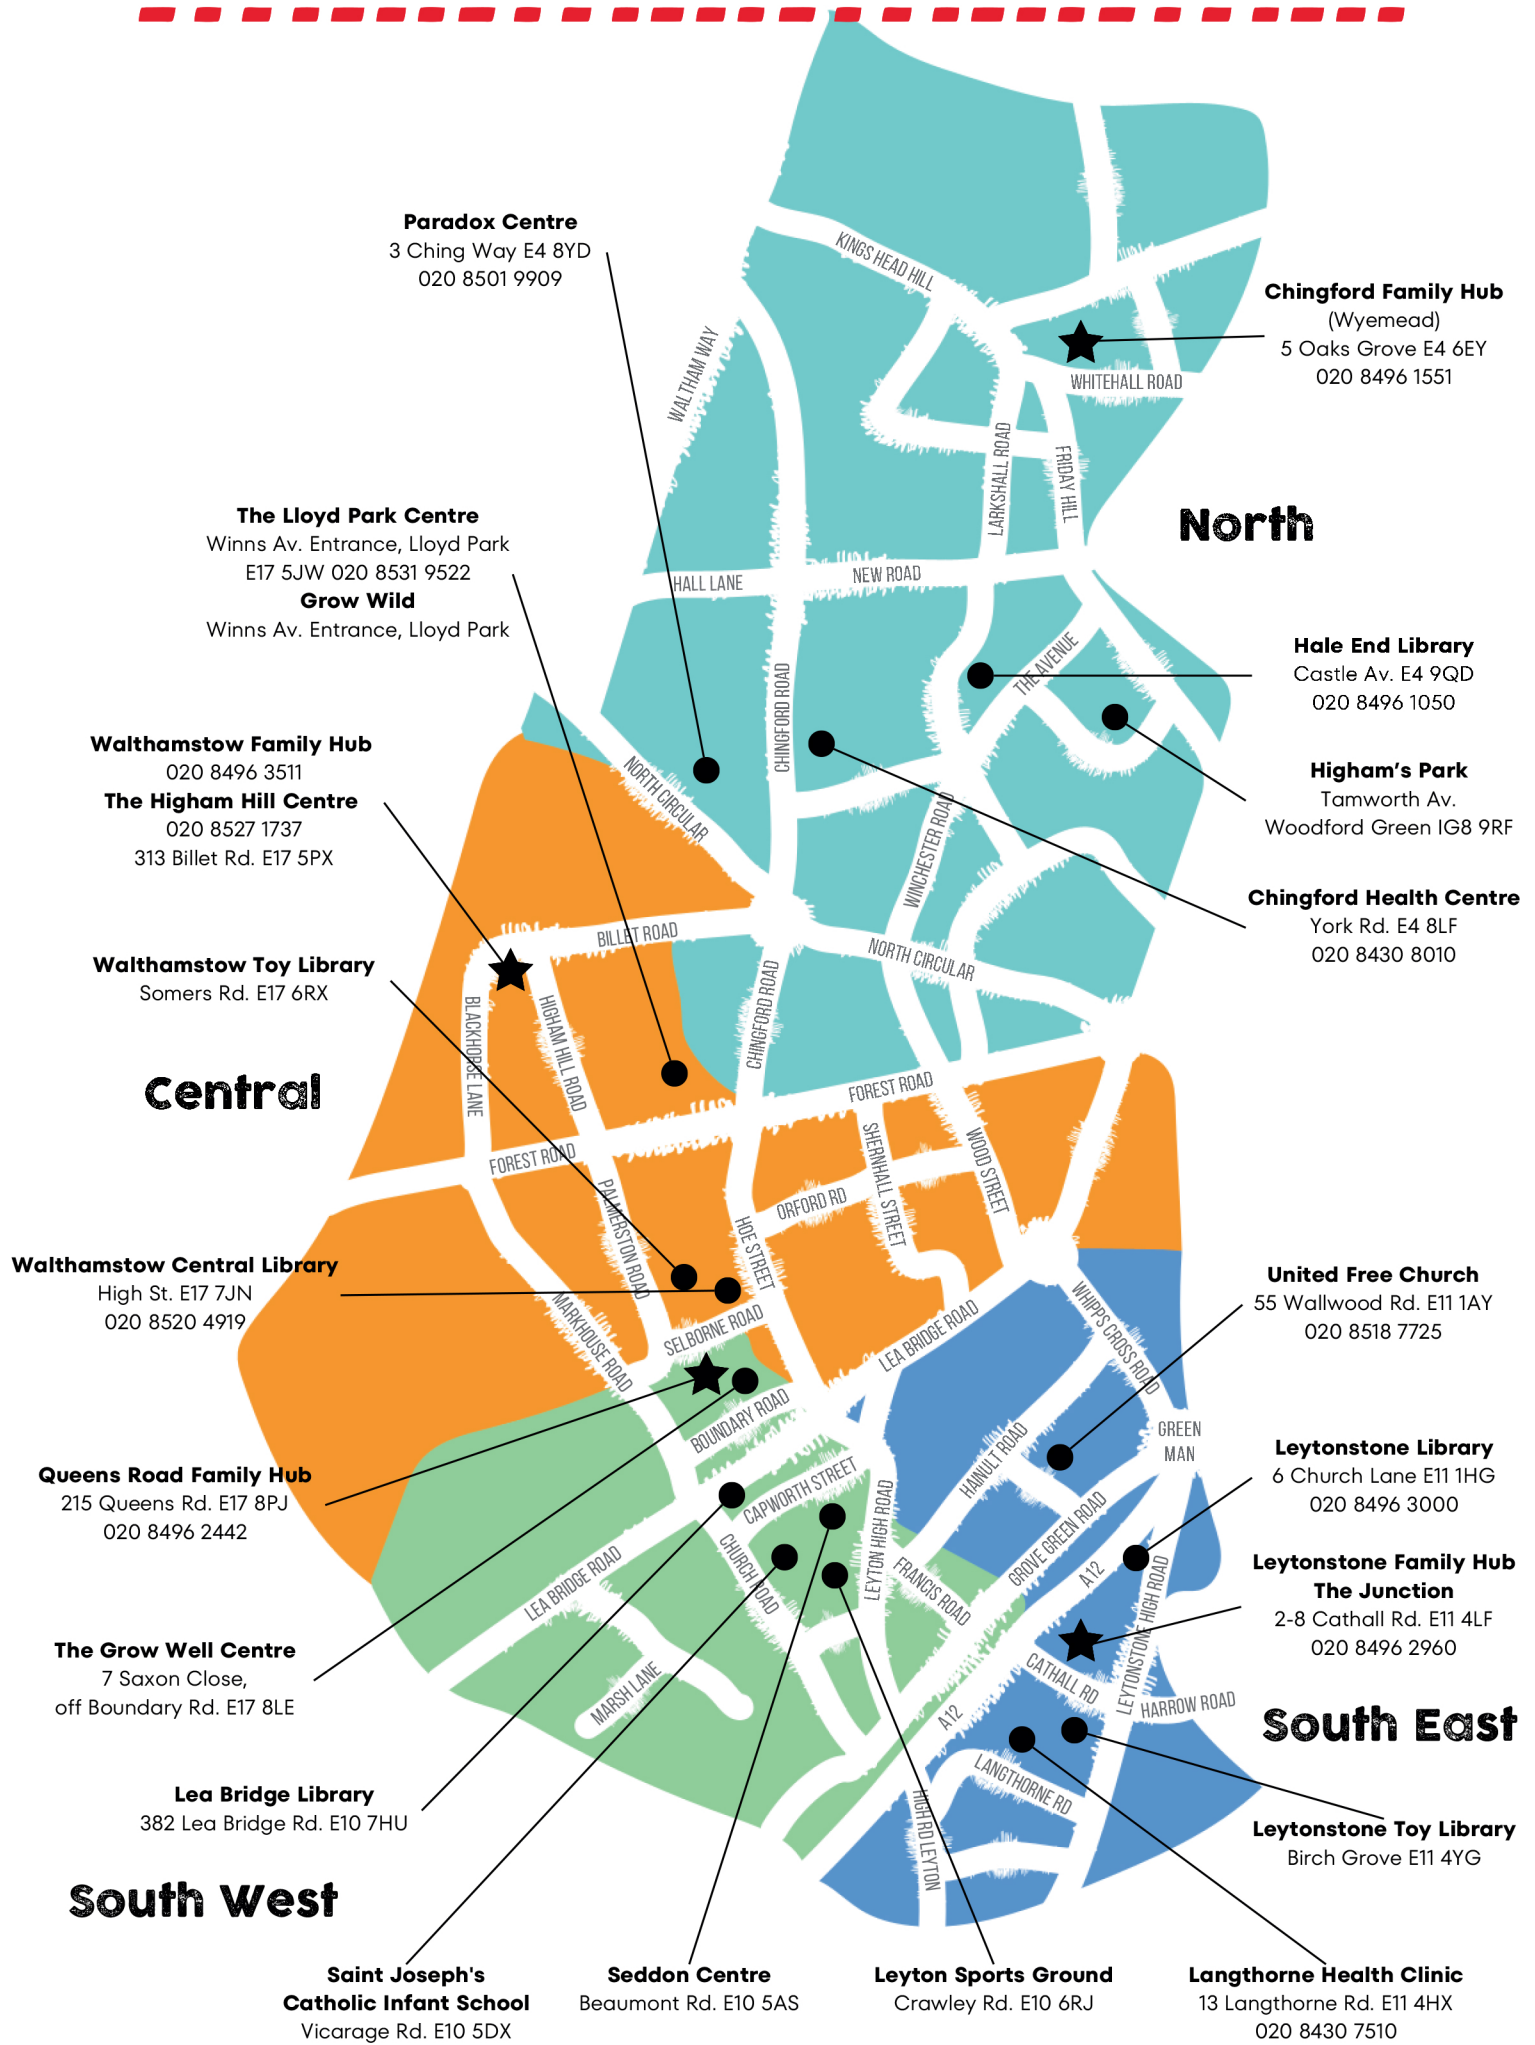 Paradox Centre
3 Ching Way E4 8YD
020 8501 9909
KINGS HEAD HILL
Chingford Family Hub
(Wyemead)
5 Oaks Grove E4 6EY
020 8496 1551
WALTHAM WAY
WHITEHALL ROAD
LARKSHALL ROAD
FRIDAY HILL
North
The Lloyd Park Centre
Winns Av. Entrance, Lloyd Park
E17 5JW 020 8531 9522
Grow Wild
Winns Av. Entrance, Lloyd Park
HALL LANE
NEW ROAD
THE AVENUE
Hale End Library
Castle Av. E4 9QD
020 8496 1050
CHINGFORD ROAD
Walthamstow Family Hub
020 8496 3511
The Higham Hill Centre
020 8527 1737
313 Billet Rd. E17 5PX
NORTH CIRCULAR
Higham's Park
Tamworth Av.
Woodford Green IG8 9RF
WINCHESTER ROAD
Chingford Health Centre
York Rd. E4 8LF
020 8430 8010
BILLET ROAD
NORTH CIRCULAR
Walthamstow Toy Library
Somers Rd. E17 6RX
BLACKHORSE LANE
HIGHAM HILL ROAD
CHINGFORD ROAD
Central
FOREST ROAD
FOREST ROAD
SHERNHALL STREET
WOOD STREET
PALMERSTON ROAD
ORFORD RD
HOE STREET
Walthamstow Central Library
High St. E17 7JN
020 8520 4919
MARKHOUSE ROAD
SELBORNE ROAD
LEA BRIDGE ROAD
WHIPPS CROSS ROAD
United Free Church
55 Wallwood Rd. E11 1AY
020 8518 7725
BOUNDARY ROAD
GREEN
MAN
Queens Road Family Hub
215 Queens Rd. E17 8PJ
020 8496 2442
CAPWORTH STREET
HAINULT ROAD
Leytonstone Library
6 Church Lane E11 1HG
020 8496 3000
LEYTON HIGH ROAD
GROVE GREEN ROAD
CHURCH ROAD
LEA BRIDGE ROAD
FRANCIS ROAD
A12
LEYTONSTONE HIGH ROAD
Leytonstone Family Hub
The Junction
2-8 Cathall Rd. E11 4LF
020 8496 2960
The Grow Well Centre
7 Saxon Close,
off Boundary Rd. E17 8LE
MARSH LANE
CATHALL RD
HARROW ROAD
A12
South East
Lea Bridge Library
382 Lea Bridge Rd. E10 7HU
LANGTHORNE RD
HIGH RD LEYTON
Leytonstone Toy Library
Birch Grove E11 4YG
South West
Saint Joseph's
Catholic Infant School
Vicarage Rd. E10 5DX
Seddon Centre
Beaumont Rd. E10 5AS
Leyton Sports Ground
Crawley Rd. E10 6RJ
Langthorne Health Clinic
13 Langthorne Rd. E11 4HX
020 8430 7510